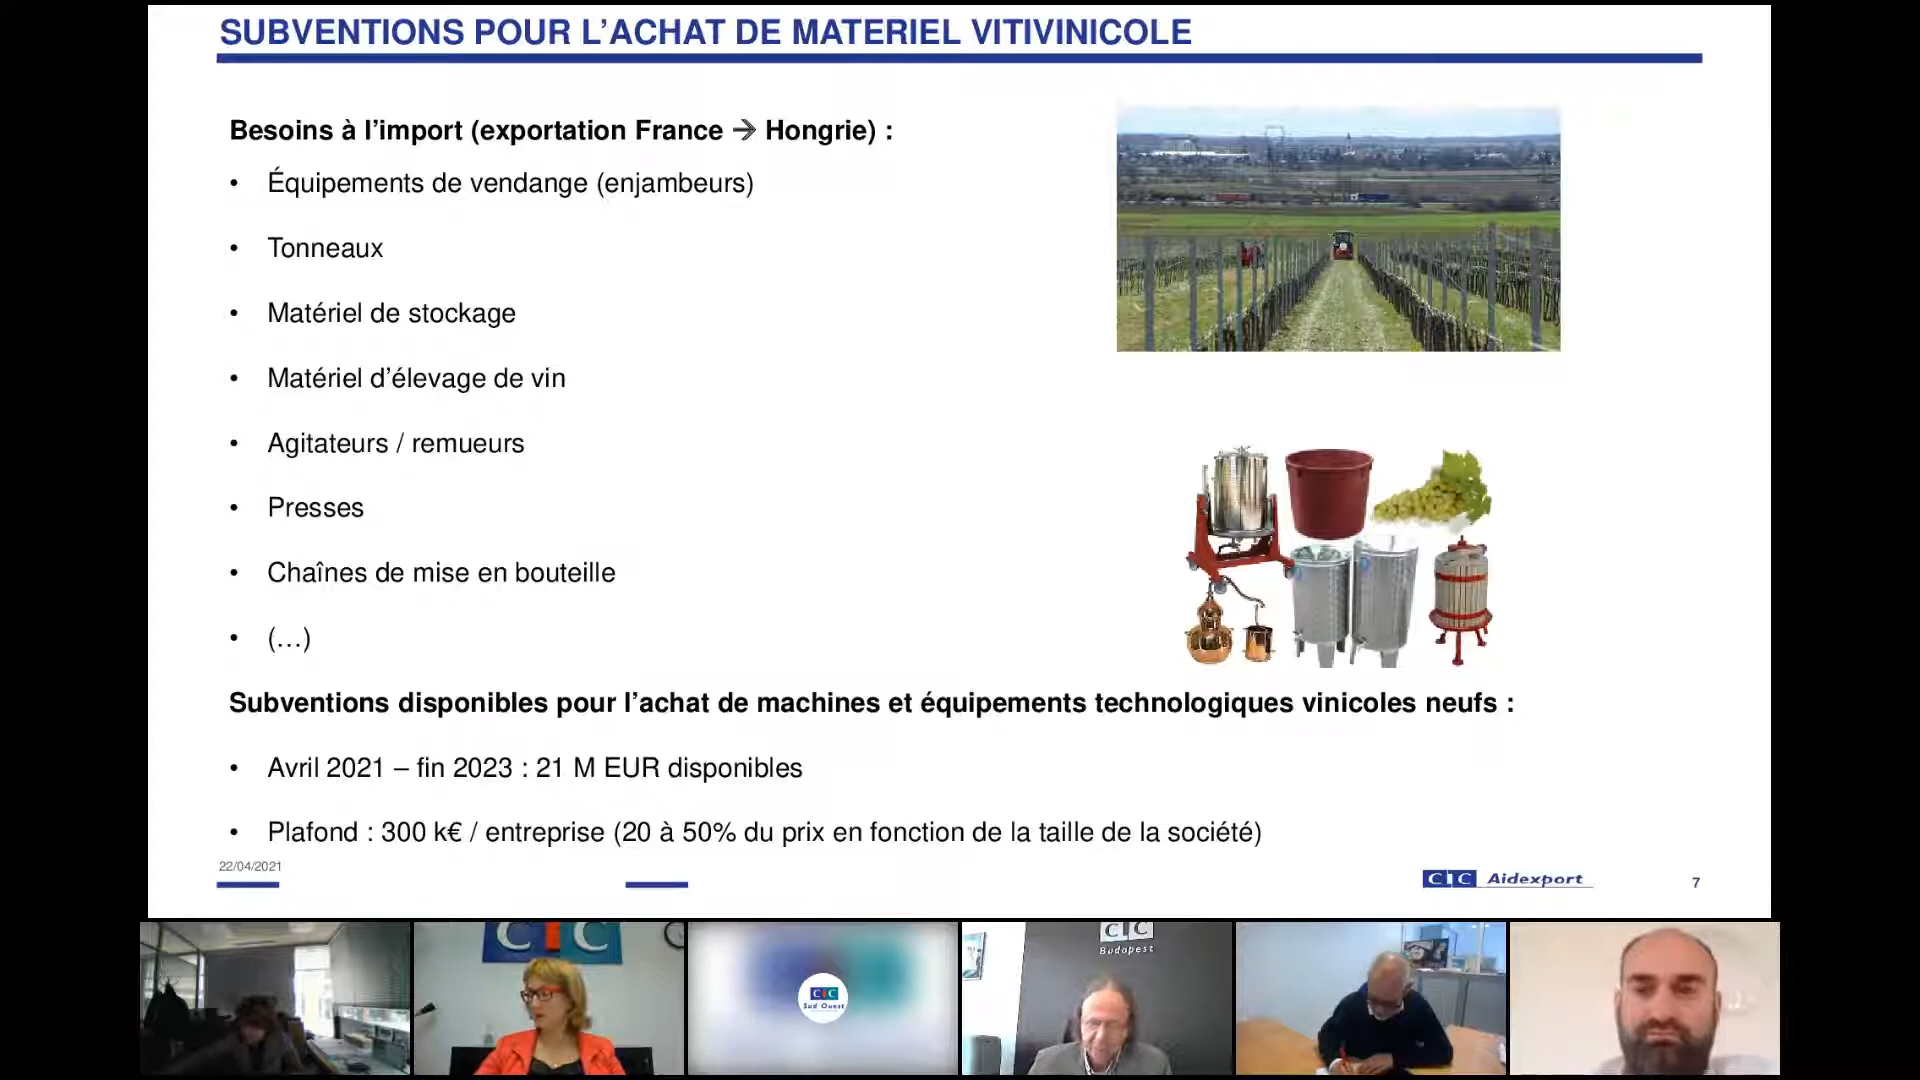 SUBVENTIONS POUR L’ACHAT DE MATERIEL VITIVINICOLE
Besoins à l’import (exportation France → Hongrie) :
• Équipements de vendange (enjambeurs)
• Tonneaux
• Matériel de stockage
• Matériel d’élevage de vin
• Agitateurs / remueurs
• Presses
• Chaînes de mise en bouteille
• (…)
Subventions disponibles pour l’achat de machines et équipements technologiques vinicoles neufs :
• Avril 2021 – fin 2023 : 21 M EUR disponibles
• Plafond : 300 k€ / entreprise (20 à 50% du prix en fonction de la taille de la société)
22/04/2021
CIC Aidexport
7
CIC
CIC
Sud Ouest
CIC
Budapest